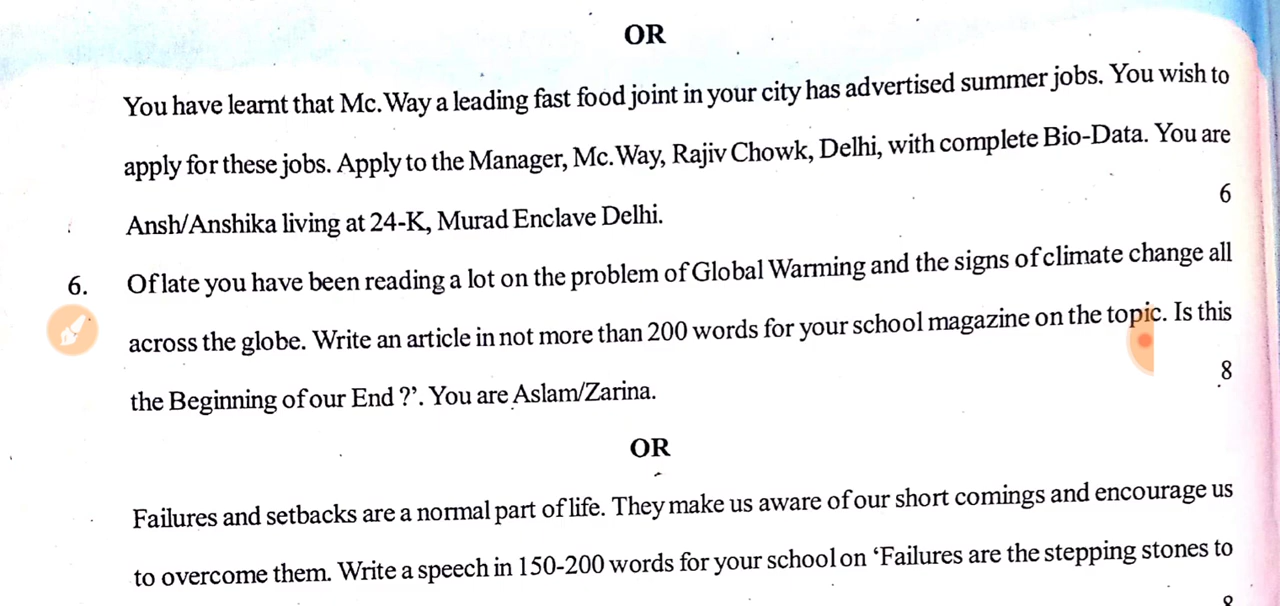 OR
You have learnt that Mc. Way a leading fast food joint in your city has advertised summer jobs. You wish to
apply for these jobs. Apply to the Manager, Mc. Way, Rajiv Chowk, Delhi, with complete Bio-Data. You are
Ansh/Anshika living at 24-K, Murad Enclave Delhi. 6
6. Of late you have been reading a lot on the problem of Global Warming and the signs of climate change all
across the globe. Write an article in not more than 200 words for your school magazine on the topic. Is this
the Beginning of our End ?’. You are Aslam/Zarina. 8
OR
Failures and setbacks are a normal part of life. They make us aware of our short comings and encourage us
to overcome them. Write a speech in 150-200 words for your school on ‘Failures are the stepping stones to